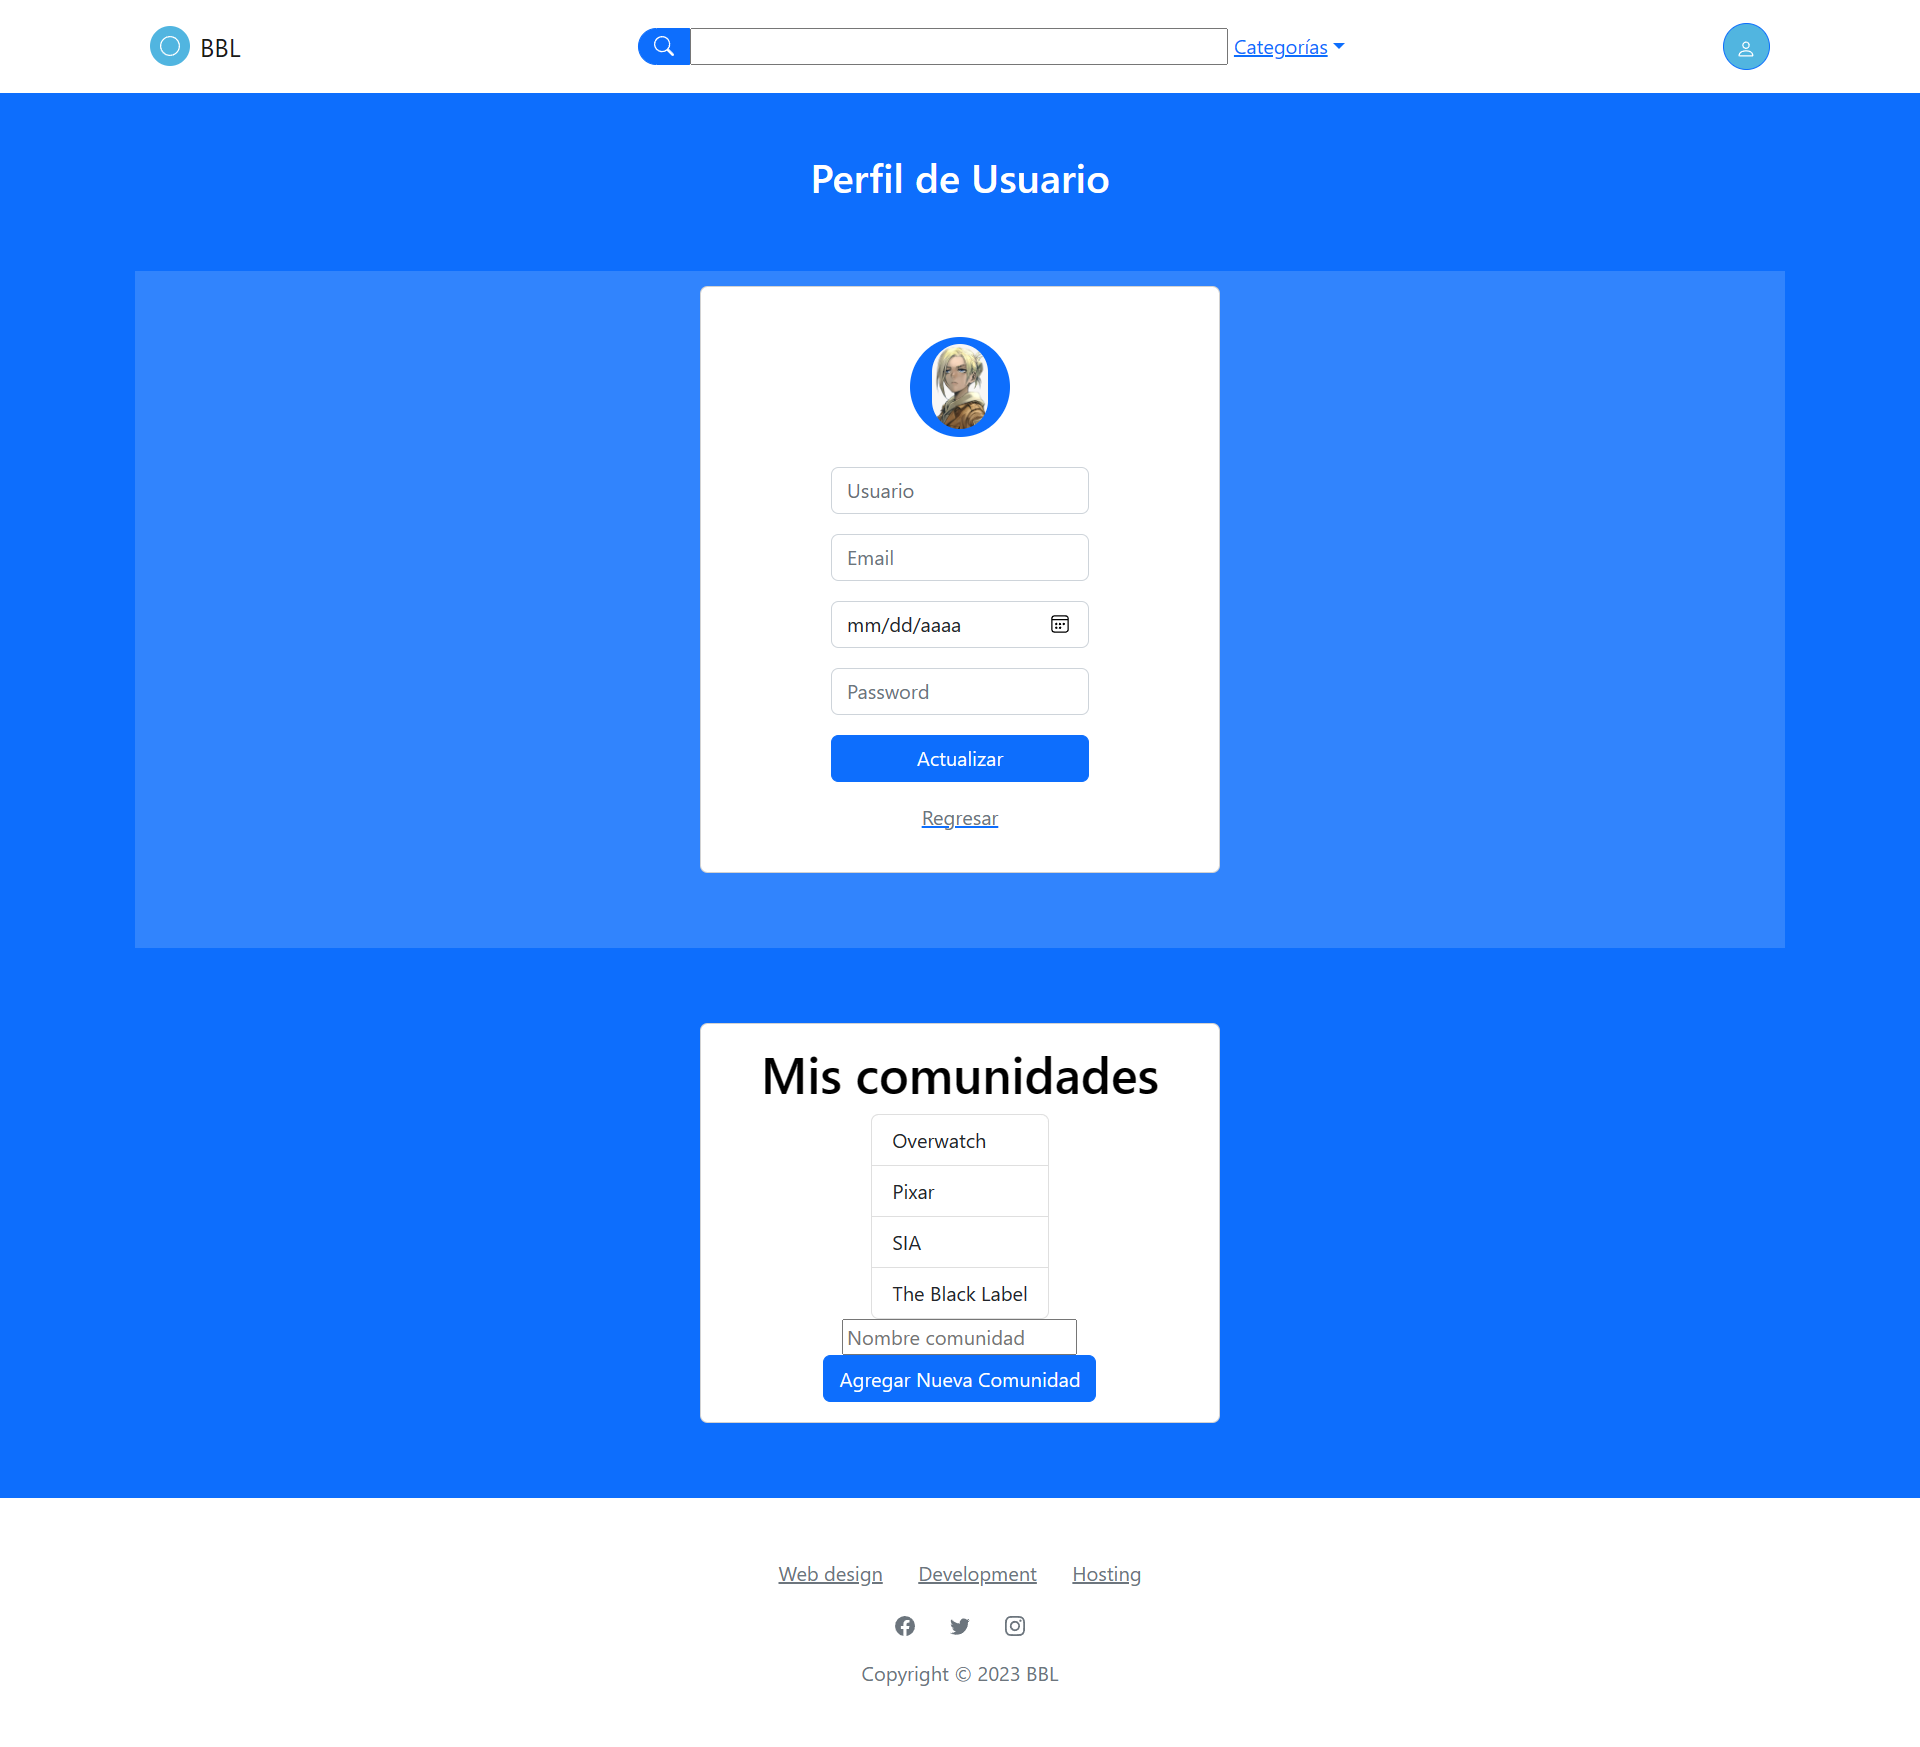 BBL
Categorías
Perfil de Usuario
Usuario
Email
mm/dd/aaaa
Password
Actualizar
Regresar
Mis comunidades
Overwatch
Pixar
SIA
The Black Label
Nombre comunidad
Agregar Nueva Comunidad
Web design Development Hosting
Copyright © 2023 BBL